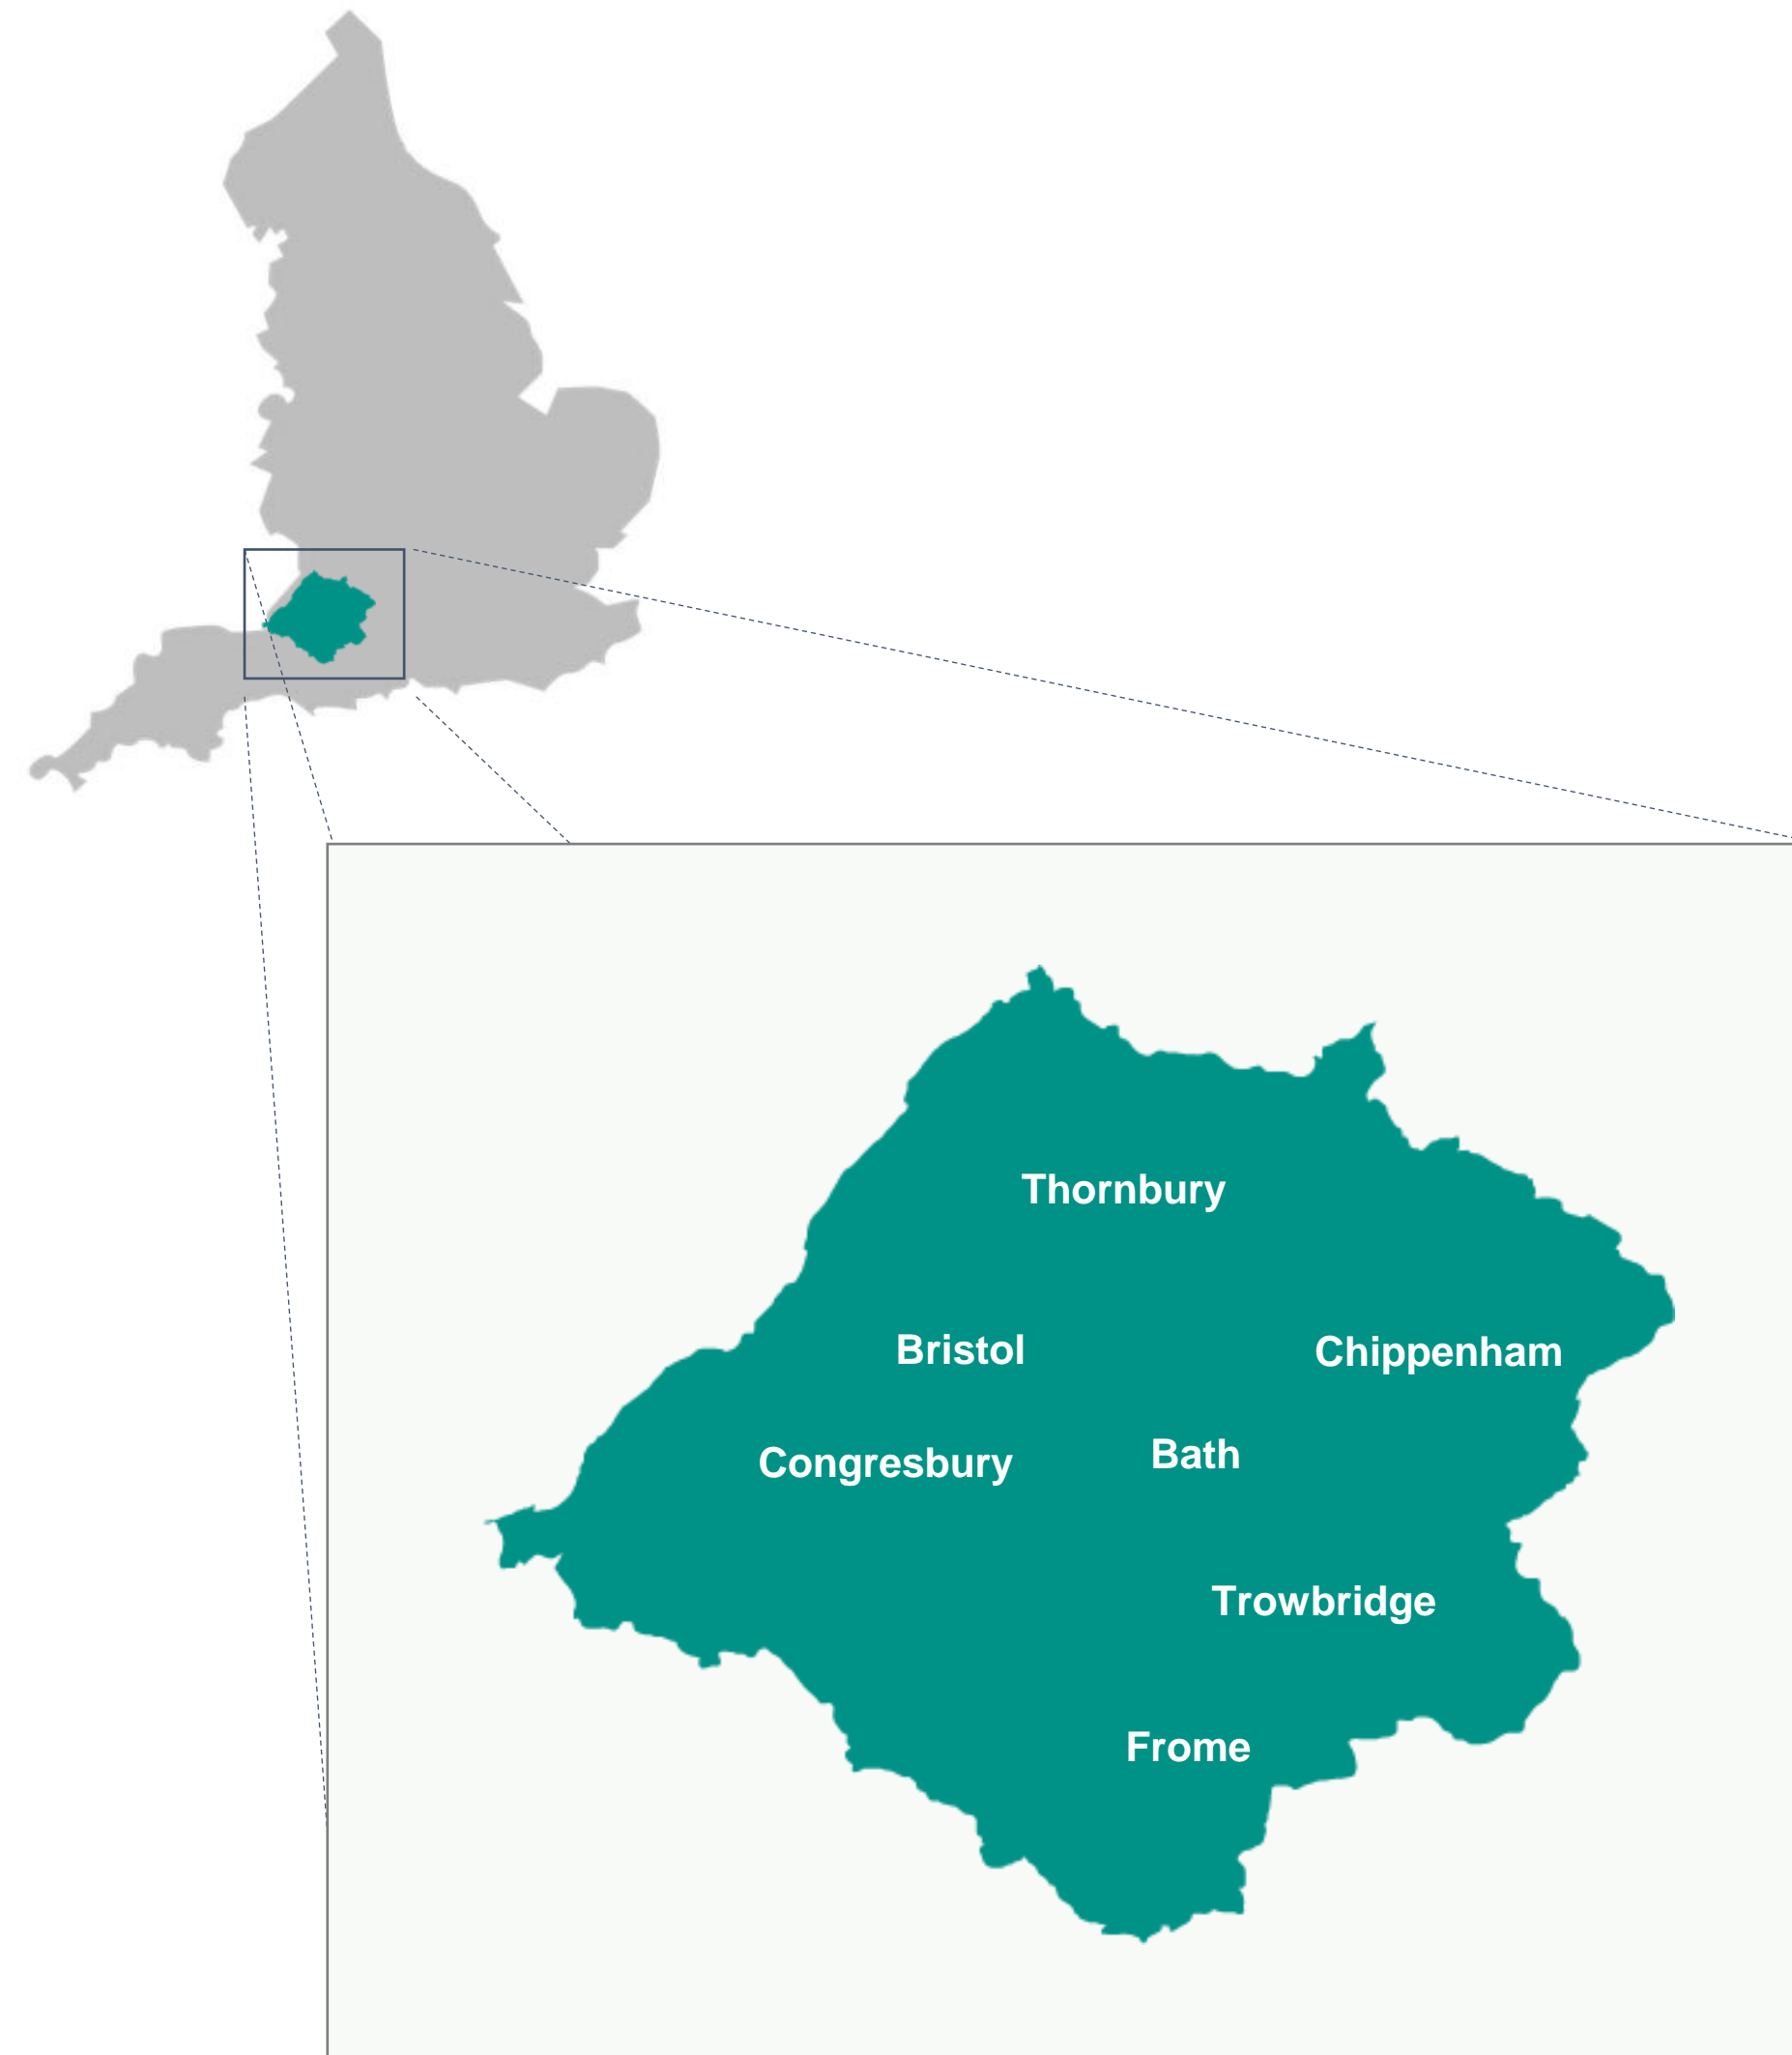 Thornbury
Bristol
Chippenham
Congresbury
Bath
Trowbridge
Frome